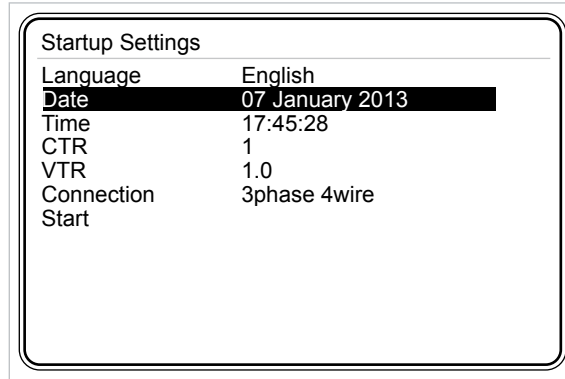 Startup Settings
Language English
Date 07 January 2013
Time 17:45:28
CTR 1
VTR 1.0
Connection 3phase 4wire
Start